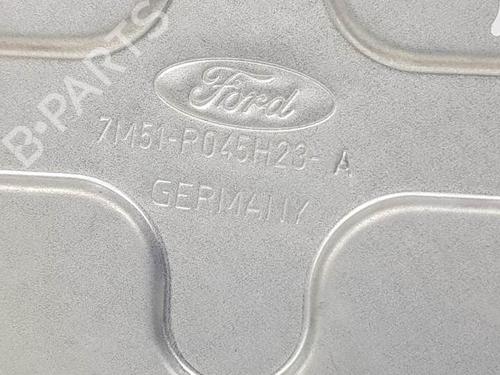 B-PARTS
Ford
7M51-R045H23- A
GERMANY